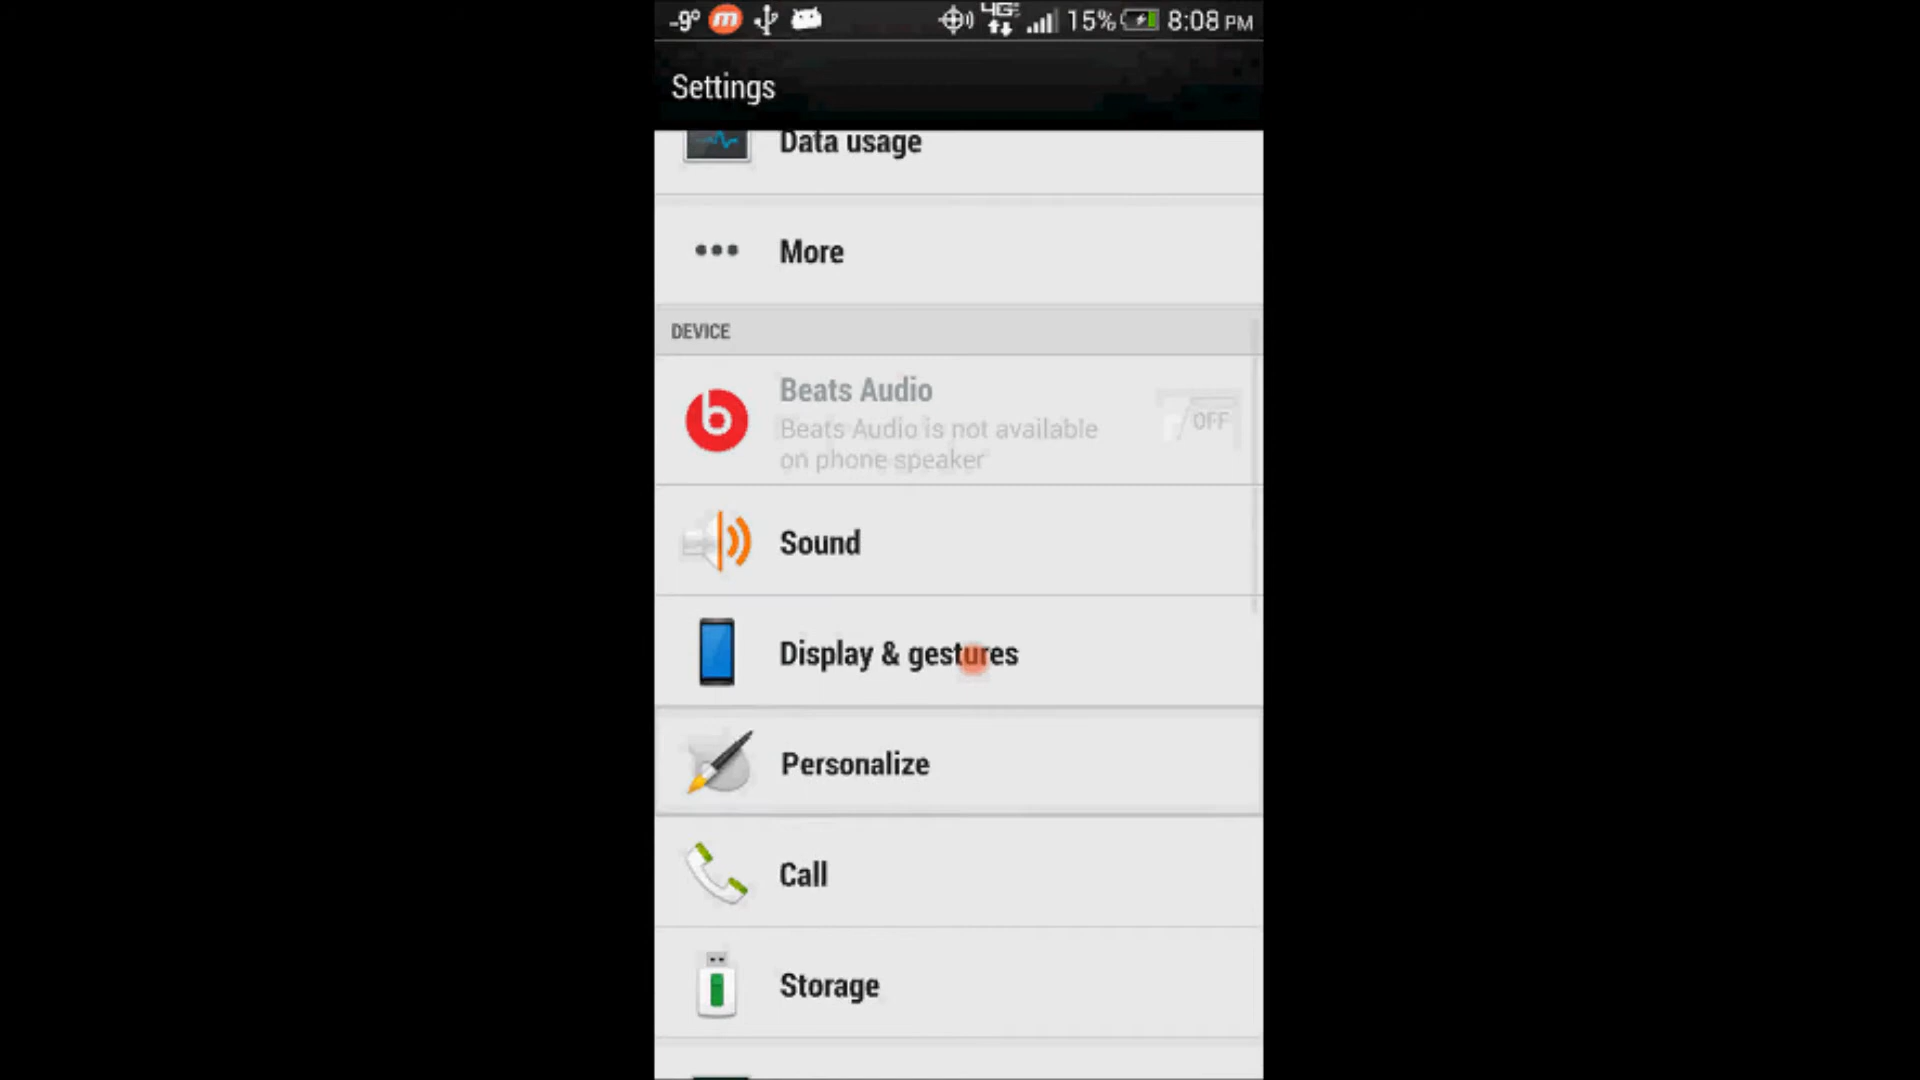 -9° m 4G 15% 8:08 PM
Settings
Data usage
More
DEVICE
b
Beats Audio
Beats Audio is not available
on phone speaker
OFF
Sound
Display & gestures
Personalize
Call
Storage